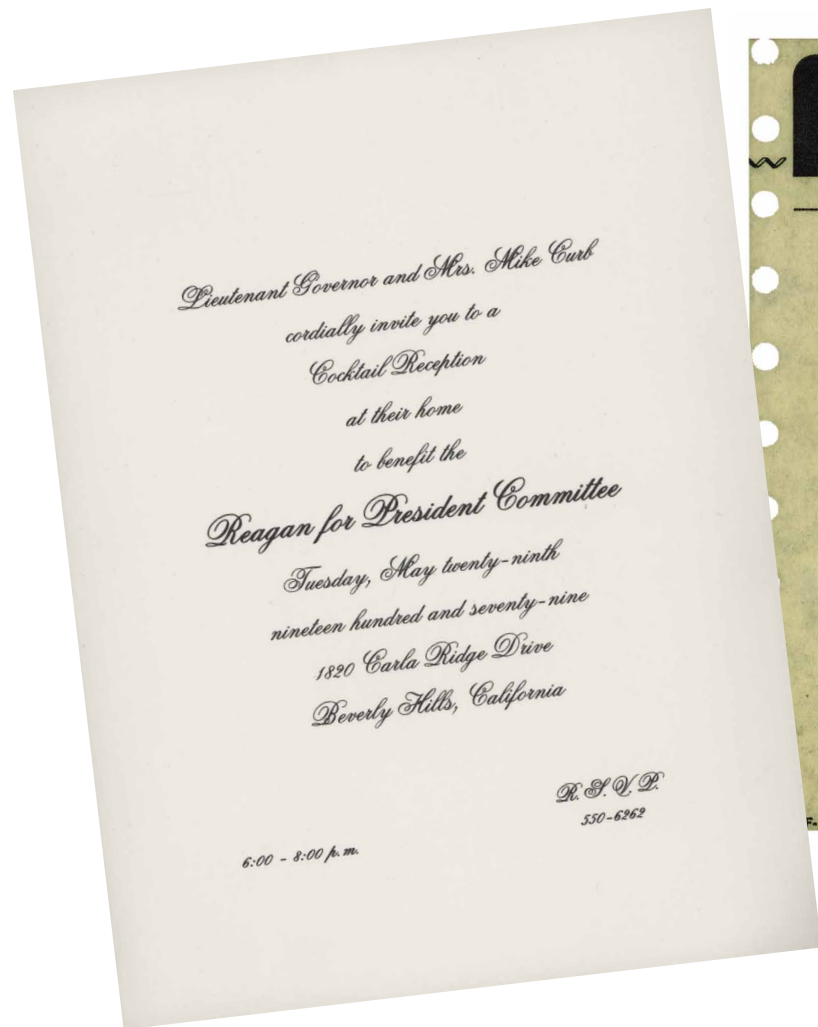 Lieutenant Governor and Mrs. Mike Curb
cordially invite you to a
Cocktail Reception
at their home
to benefit the
Reagan for President Committee
Tuesday, May twenty-ninth
nineteen hundred and seventy-nine
1820 Carla Ridge Drive
Beverly Hills, California
R.S.V.P.
550-6262
6:00 - 8:00 p.m.